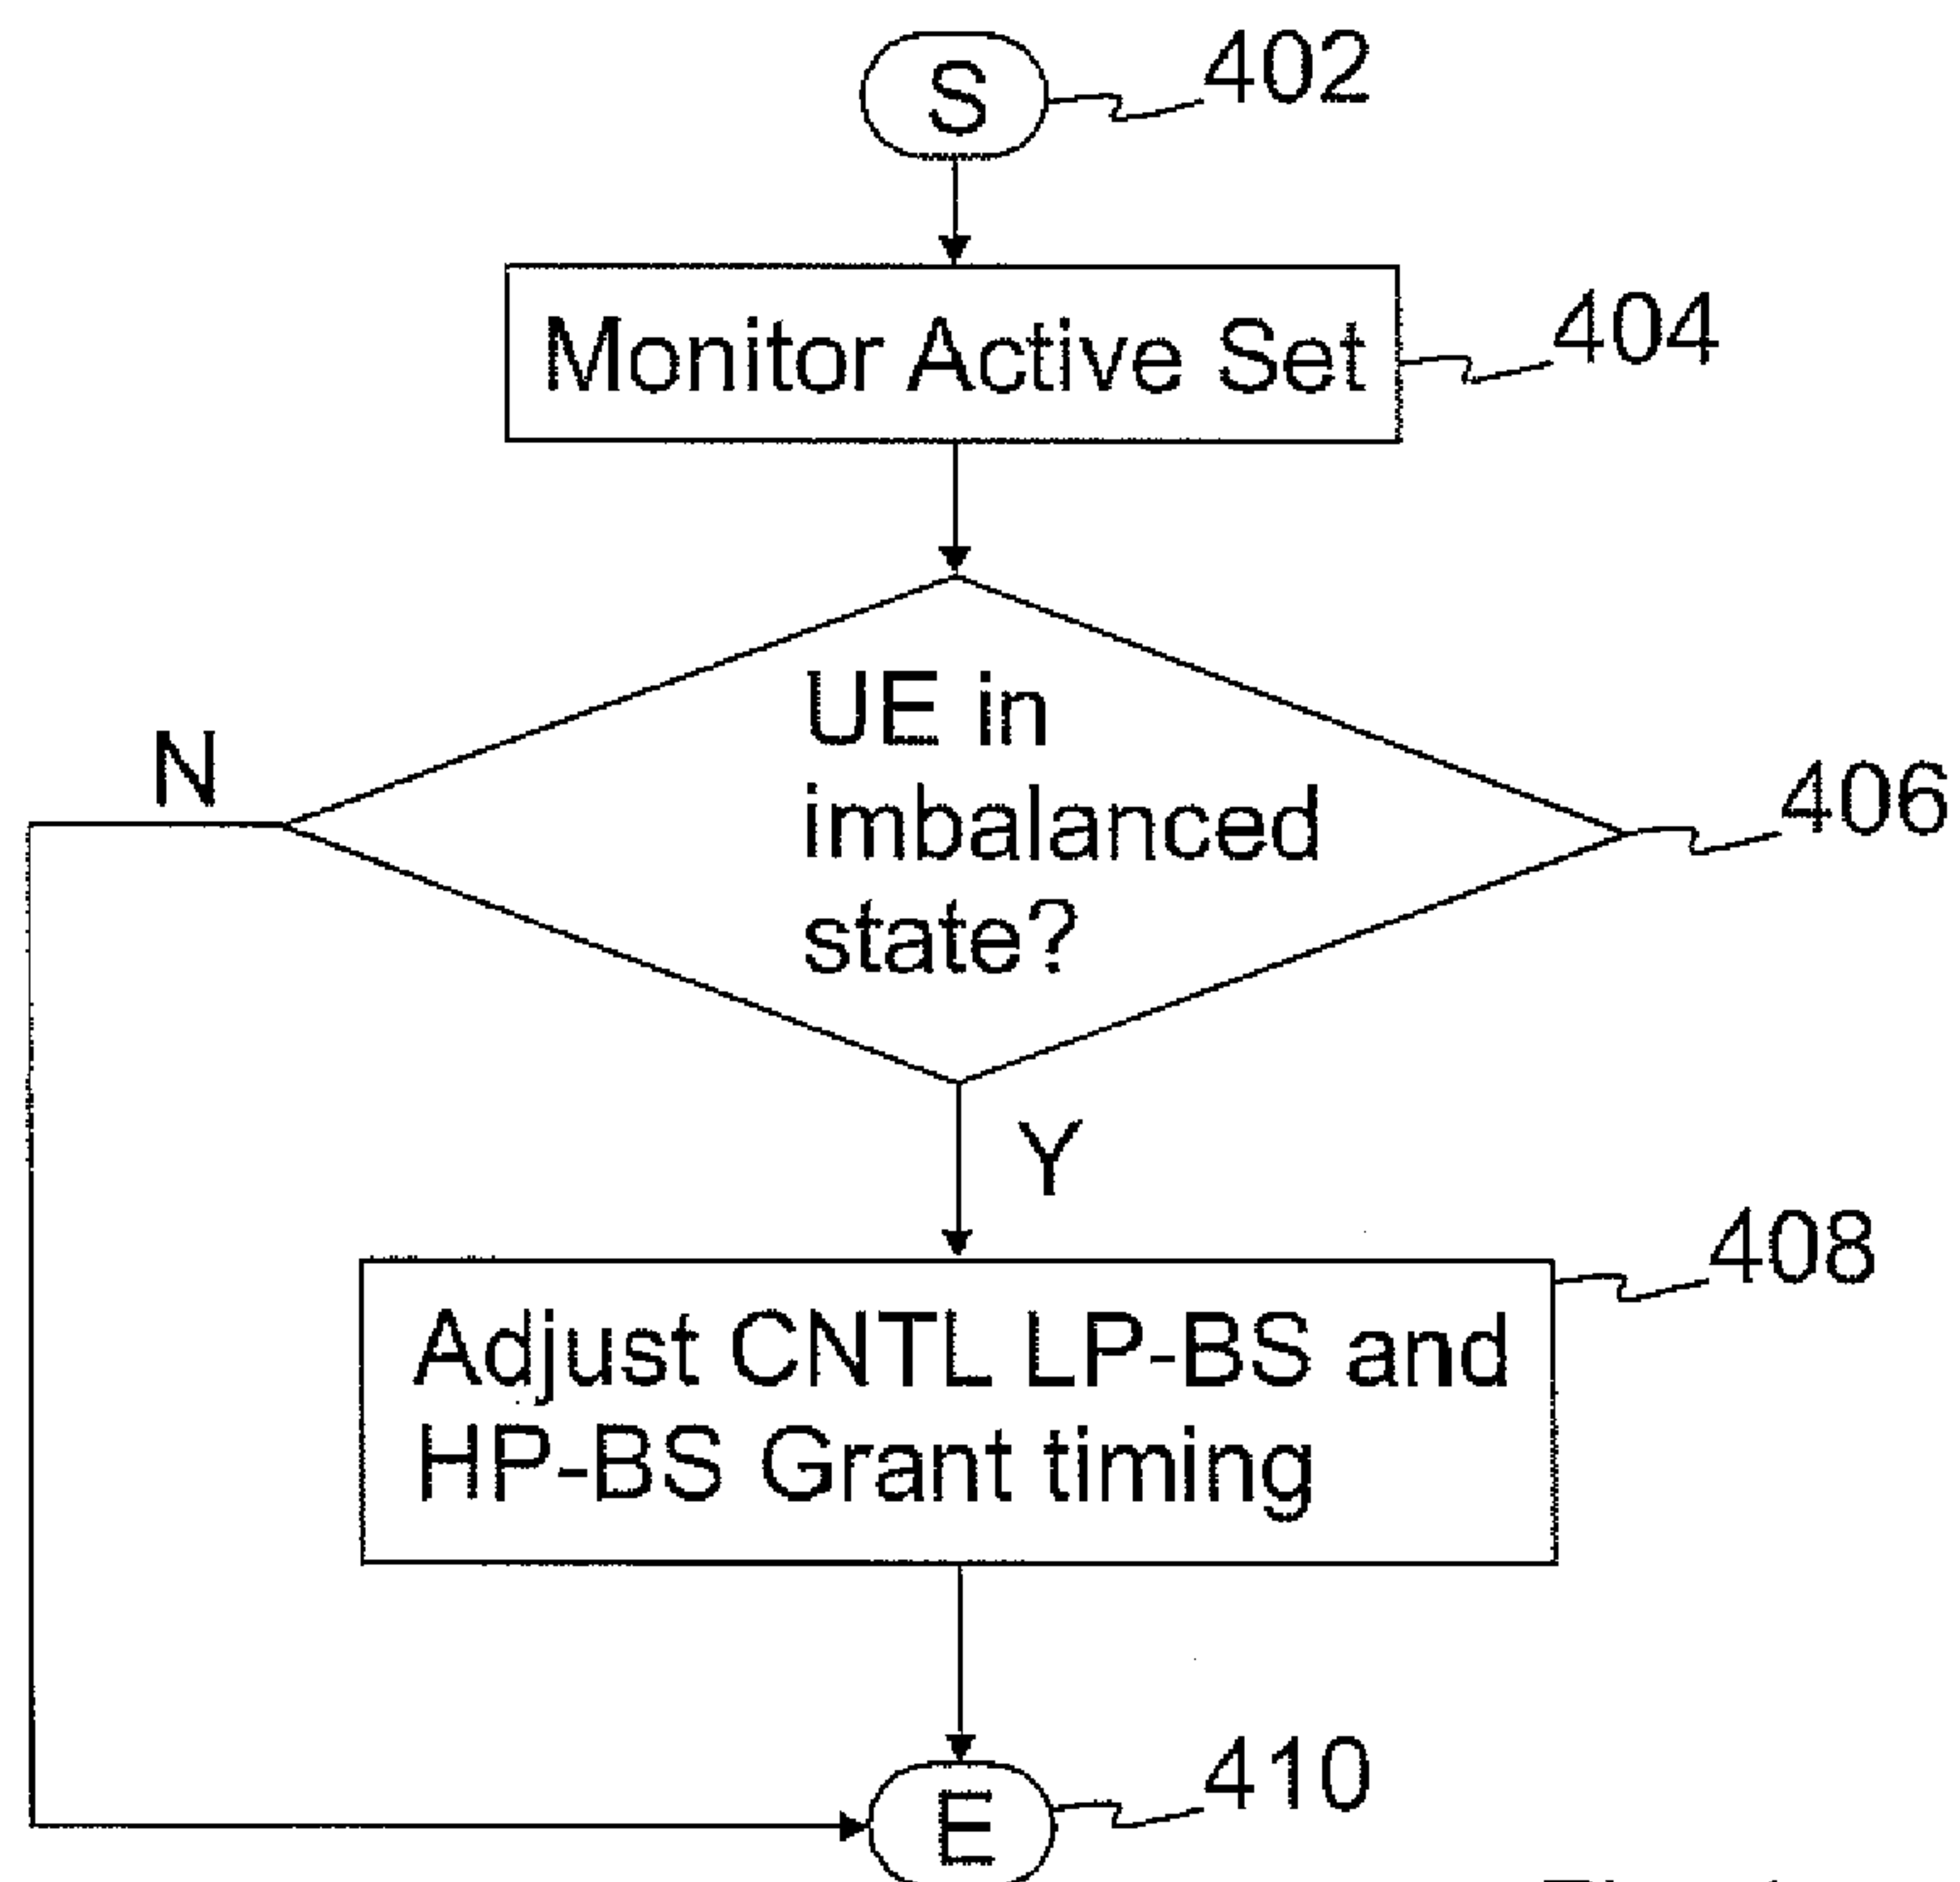 S
402
Monitor Active Set
404
UE in
imbalanced
state?
N
406
Y
408
Adjust CNTL LP-BS and
HP-BS Grant timing
410
E